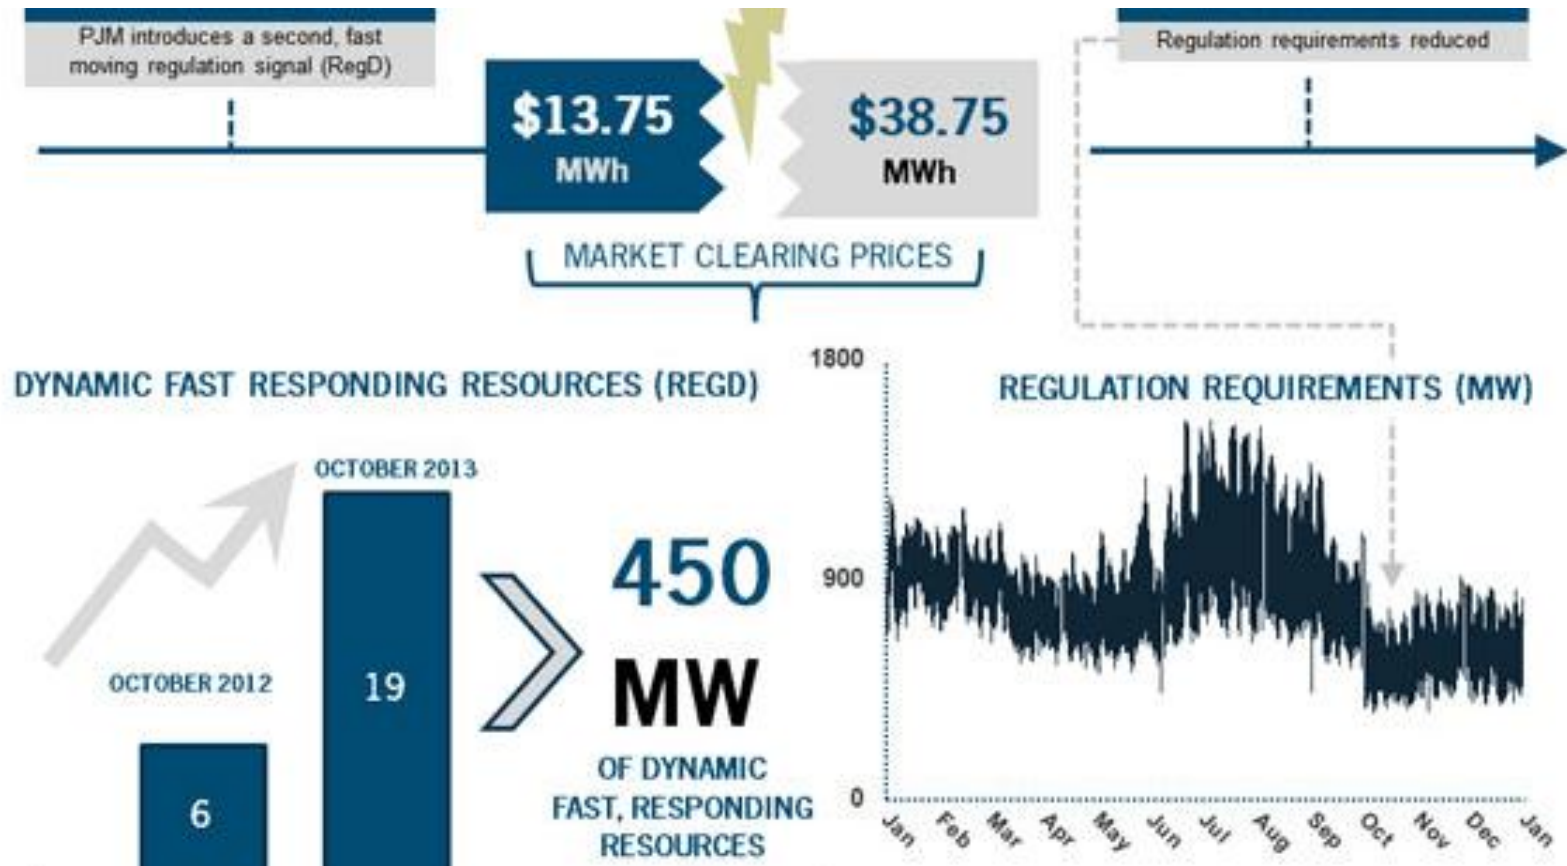 PJM introduces a second, fast
moving regulation signal (RegD)
$13.75
MWh
$38.75
MWh
Regulation requirements reduced
MARKET CLEARING PRICES
DYNAMIC FAST RESPONDING RESOURCES (REGD)
OCTOBER 2013
19
OCTOBER 2012
6
450
MW
OF DYNAMIC
FAST, RESPONDING
RESOURCES
REGULATION REQUIREMENTS (MW)
1800
900
0
Jan Feb Mar Apr May Jun Jul Aug Sep Oct Nov Dec Jan